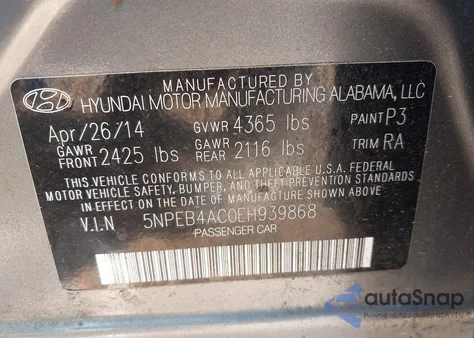 MANUFACTURED BY
HYUNDAI MOTOR MANUFACTURING ALABAMA, LLC
Apr/26/14 GVWR 4365 lbs PAINT P3
GAWR FRONT 2425 lbs GAWR REAR 2116 lbs TRIM RA
THIS VEHICLE CONFORMS TO ALL APPLICABLE U.S.A. FEDERAL
MOTOR VEHICLE SAFETY, BUMPER, AND THEFT PREVENTION STANDARDS
IN EFFECT ON THE DATE OF MANUFACTURE SHOWN ABOVE.
V.I.N 5NPEB4AC0EH939868
PASSENGER CAR
autaSnap